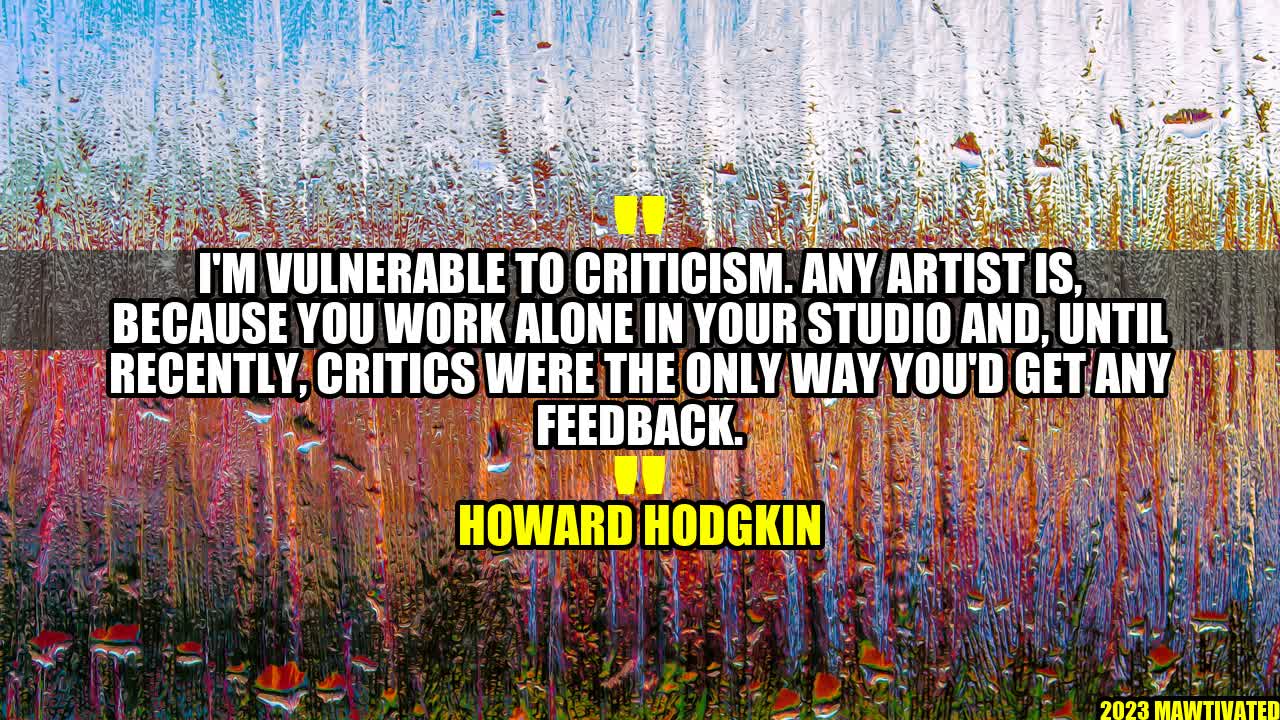 "
I'M VULNERABLE TO CRITICISM. ANY ARTIST IS,
BECAUSE YOU WORK ALONE IN YOUR STUDIO AND, UNTIL
RECENTLY, CRITICS WERE THE ONLY WAY YOU'D GET ANY
FEEDBACK.
"
HOWARD HODGKIN
2023 MAWTIVATED